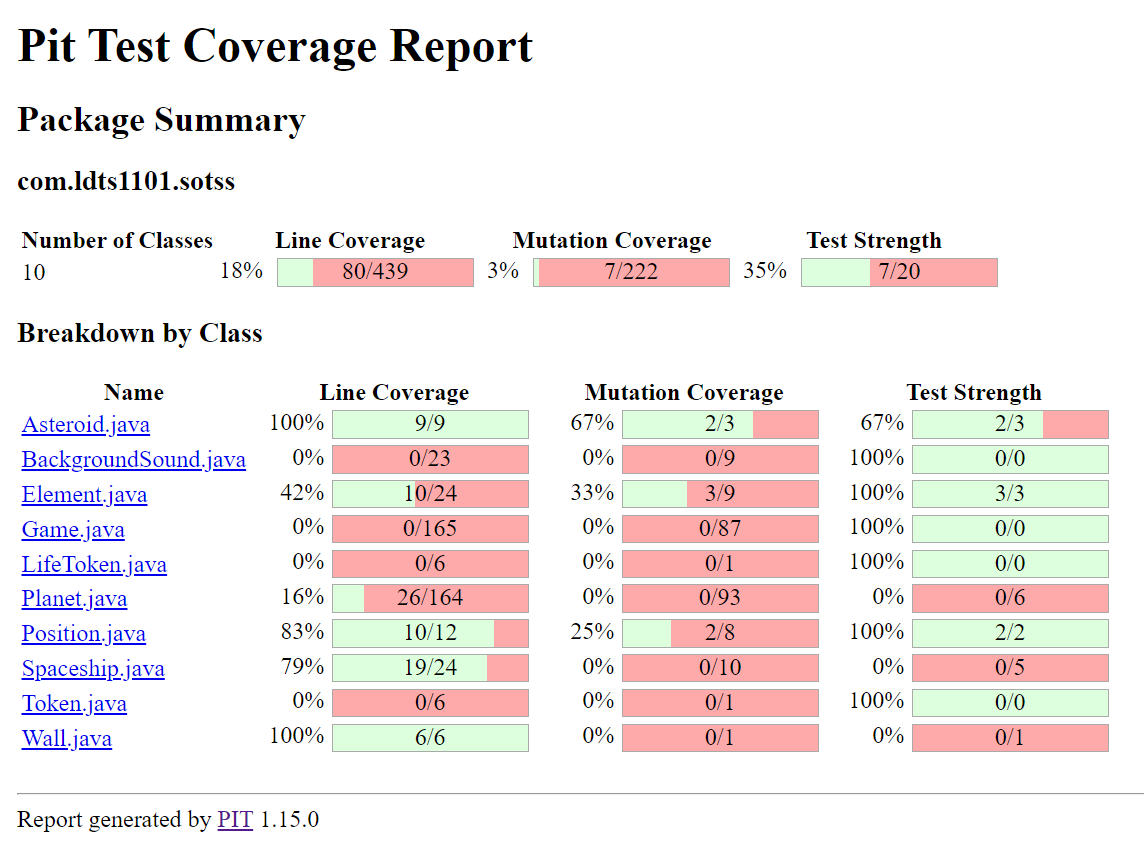 Pit Test Coverage Report
Package Summary
com.ldts1101.sotss
Number of Classes Line Coverage Mutation Coverage Test Strength
10 18% 80/439 3% 7/222 35% 7/20
Breakdown by Class
Name Line Coverage Mutation Coverage Test Strength
Asteroid.java 100% 9/9 67% 2/3 67% 2/3
BackgroundSound.java 0% 0/23 0% 0/9 100% 0/0
Element.java 42% 10/24 33% 3/9 100% 3/3
Game.java 0% 0/165 0% 0/87 100% 0/0
LifeToken.java 0% 0/6 0% 0/1 100% 0/0
Planet.java 16% 26/164 0% 0/93 0% 0/6
Position.java 83% 10/12 25% 2/8 100% 2/2
Spaceship.java 79% 19/24 0% 0/10 0% 0/5
Token.java 0% 0/6 0% 0/1 100% 0/0
Wall.java 100% 6/6 0% 0/1 0% 0/1
Report generated by PIT 1.15.0